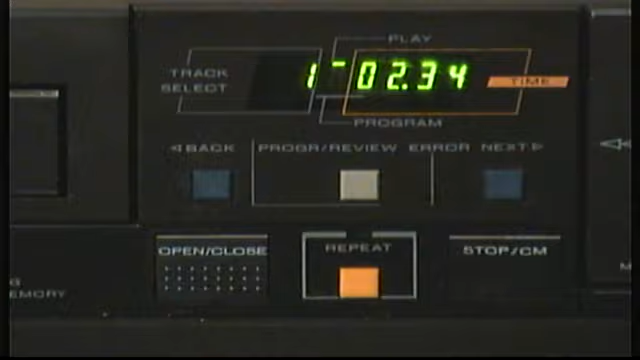 PLAY
TRACK SELECT
1 02.34
TIME
PROGRAM
◁BACK
PROGR/REVIEW
ERROR
NEXT▷
OPEN/CLOSE
REPEAT
STOP/CM
EMORY